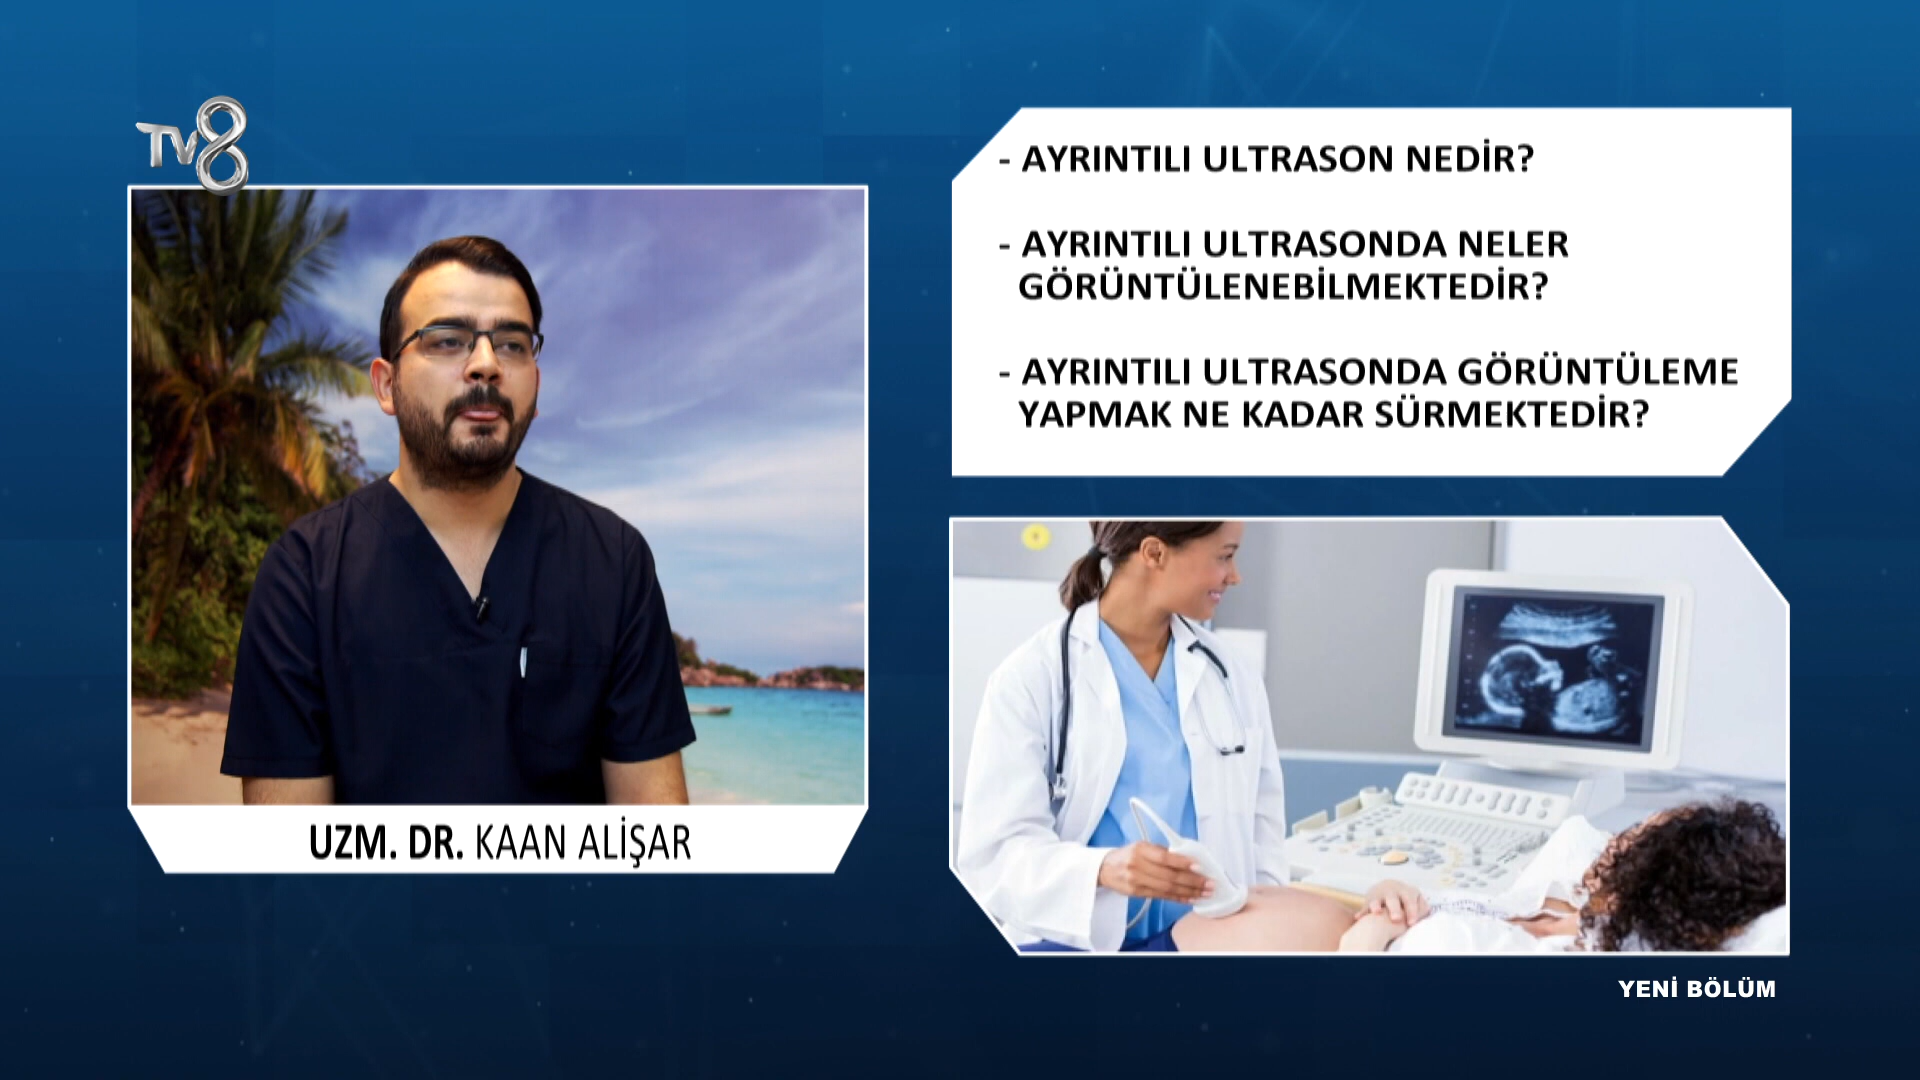 TV8
- AYRINTILI ULTRASON NEDİR?
- AYRINTILI ULTRASONDA NELER
GÖRÜNTÜLENEBİLMEKTEDİR?
- AYRINTILI ULTRASONDA GÖRÜNTÜLEME
YAPMAK NE KADAR SÜRMEKTEDİR?
UZM. DR. KAAN ALİŞAR
YENİ BÖLÜM